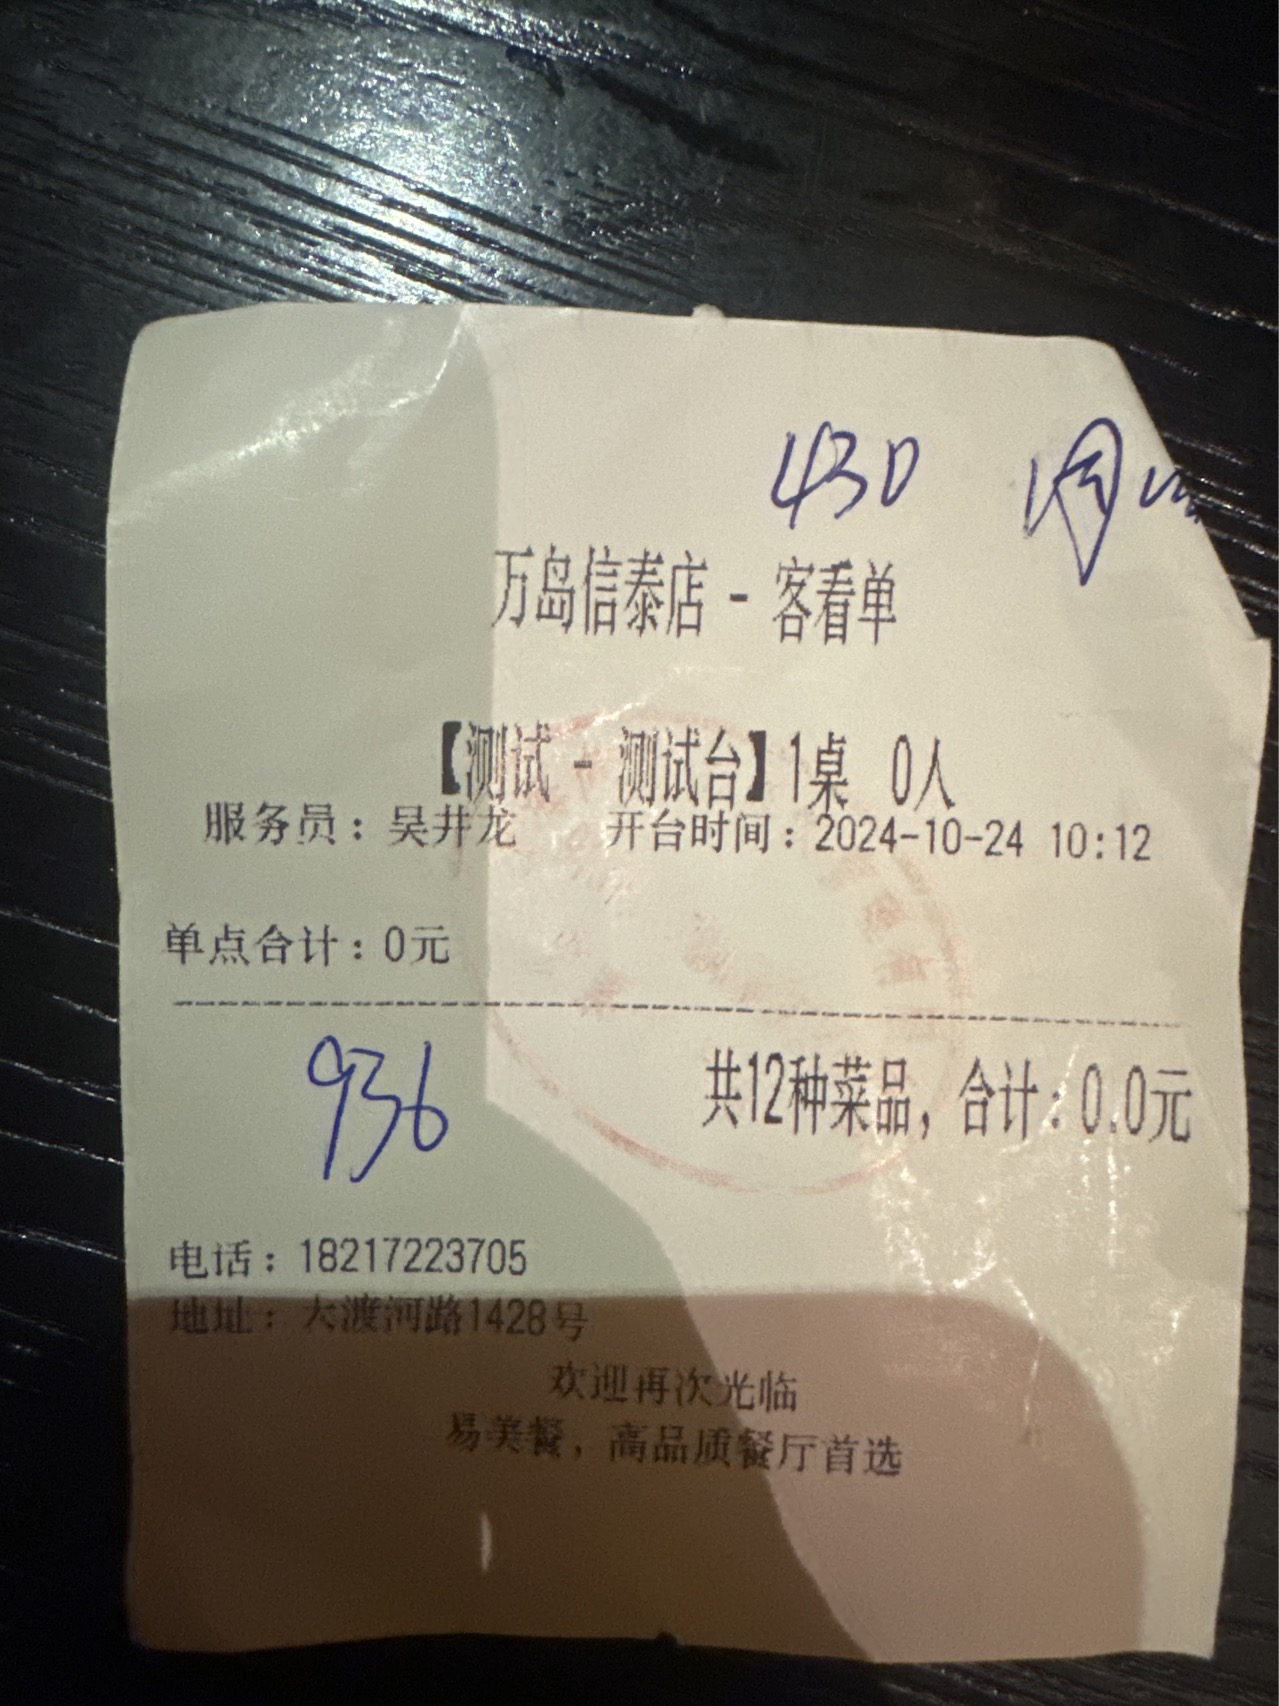 430
万岛信泰店 - 客看单
【测试 - 测试台】1桌 0人
服务员：吴井龙 开台时间：2024-10-24 10:12
单点合计：0元
936
共12种菜品，合计：0.0元
电话：18217223705
地址：大渡河路1428号
欢迎再次光临
易美餐，高品质餐厅首选